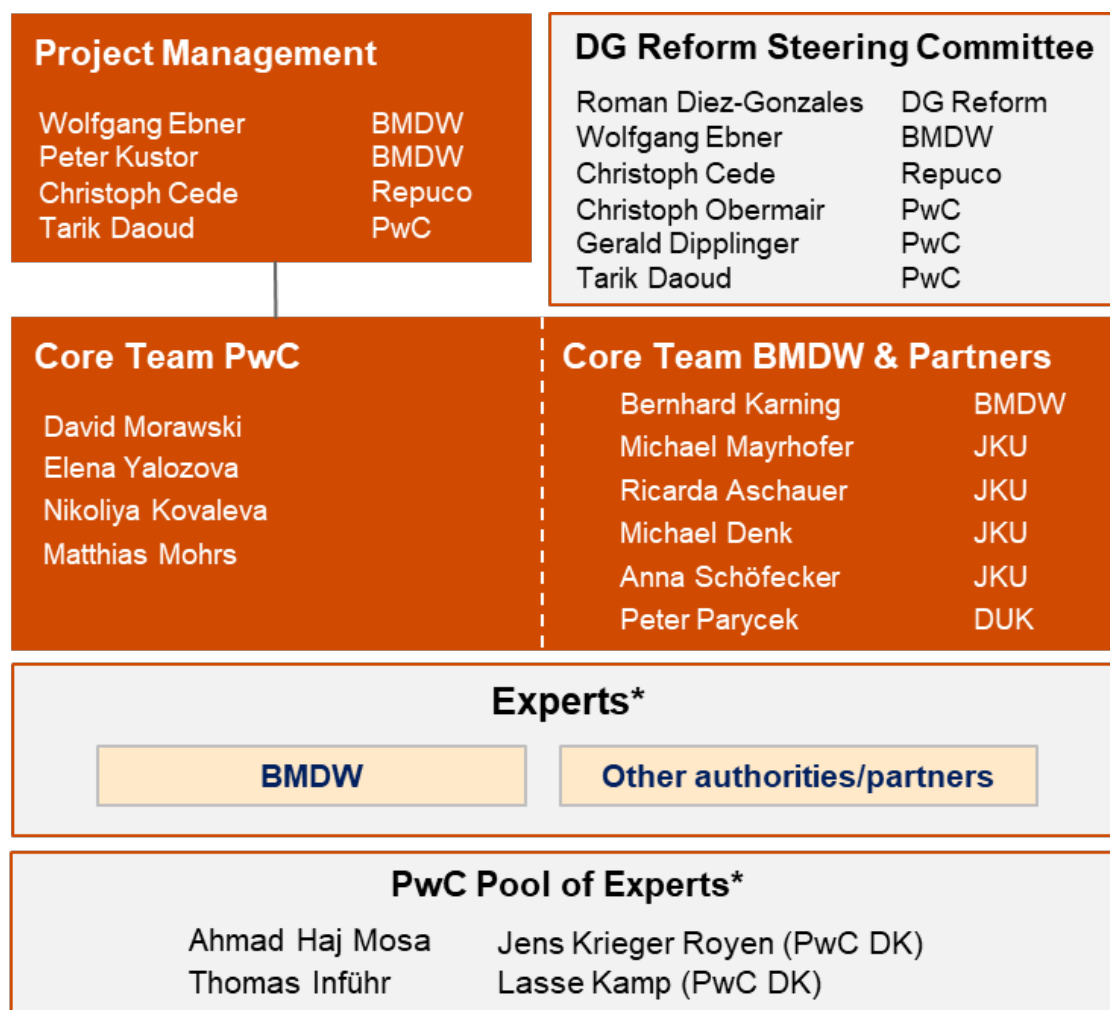 Project Management
Wolfgang Ebner BMDW
Peter Kustor BMDW
Christoph Cede Repuco
Tarik Daoud PwC
DG Reform Steering Committee
Roman Diez-Gonzales DG Reform
Wolfgang Ebner BMDW
Christoph Cede Repuco
Christoph Obermair PwC
Gerald Dipplinger PwC
Tarik Daoud PwC
Core Team PwC
David Morawski
Elena Yalozova
Nikoliya Kovaleva
Matthias Mohrs
Core Team BMDW & Partners
Bernhard Karning BMDW
Michael Mayrhofer JKU
Ricarda Aschauer JKU
Michael Denk JKU
Anna Schöfecker JKU
Peter Parycek DUK
Experts*
BMDW
Other authorities/partners
PwC Pool of Experts*
Ahmad Haj Mosa Jens Krieger Royen (PwC DK)
Thomas Inführ Lasse Kamp (PwC DK)